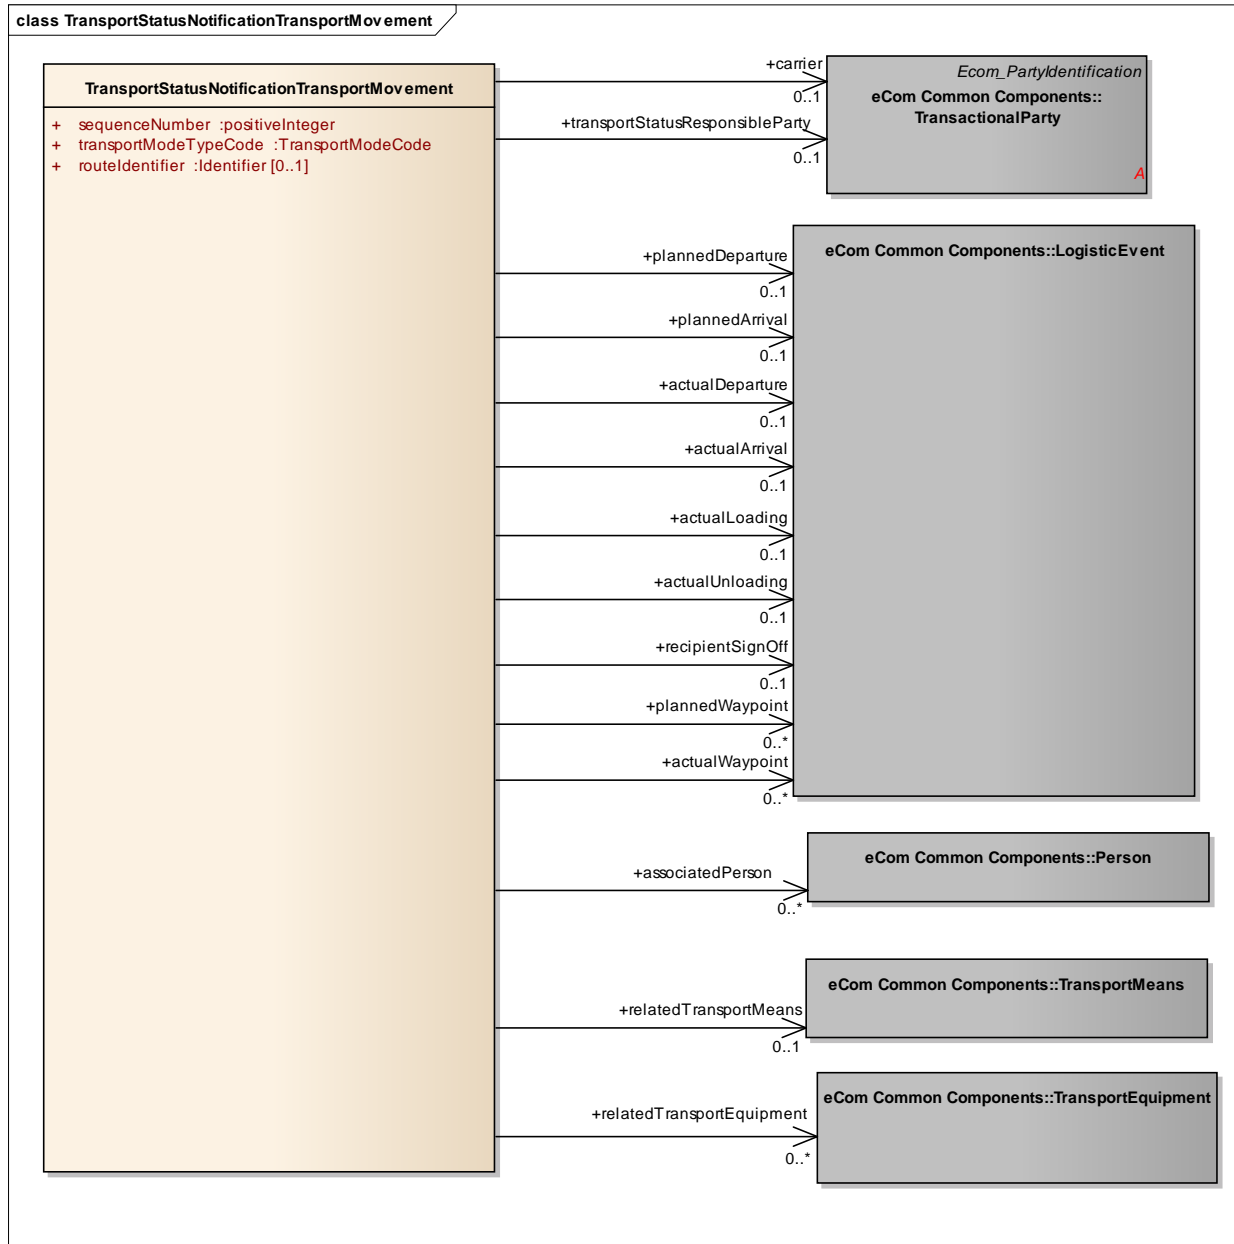 class TransportStatusNotificationTransportMovement
TransportStatusNotificationTransportMovement
+ sequenceNumber :positiveInteger
+ transportModeTypeCode :TransportModeCode
+ routeIdentifier :Identifier [0..1]
+carrier
0..1
+transportStatusResponsibleParty
0..1
Ecom_PartyIdentification
eCom Common Components::
TransactionalParty
A
+plannedDeparture
0..1
+plannedArrival
0..1
+actualDeparture
0..1
+actualArrival
0..1
+actualLoading
0..1
+actualUnloading
0..1
+recipientSignOff
0..1
+plannedWaypoint
0..*
+actualWaypoint
0..*
eCom Common Components::LogisticEvent
+associatedPerson
0..*
eCom Common Components::Person
+relatedTransportMeans
0..1
eCom Common Components::TransportMeans
+relatedTransportEquipment
0..*
eCom Common Components::TransportEquipment